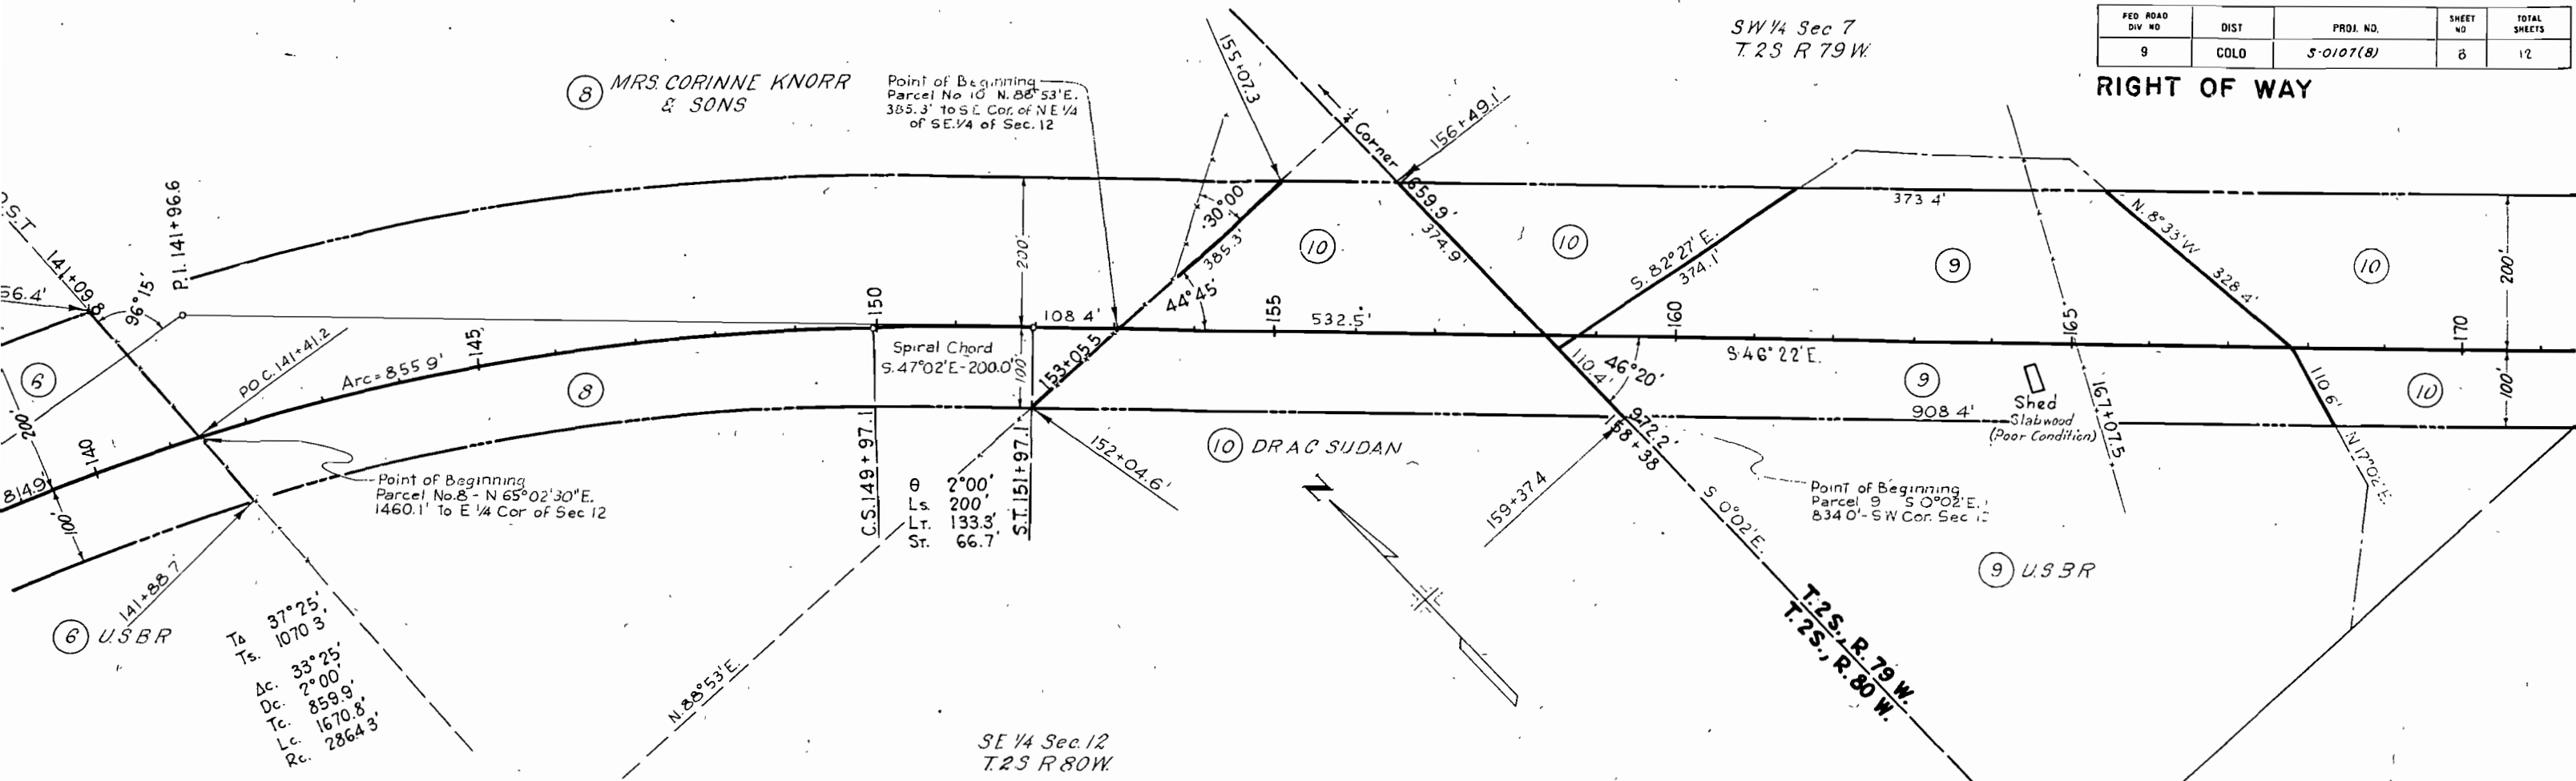 FED ROAD DIV NO DIST PROJ. NO. SHEET NO TOTAL SHEETS
9 COLO S-0107(8) 8 12
RIGHT OF WAY
SW 1/4 Sec 7
T. 2S R 79 W.
8 MRS. CORINNE KNORR
& SONS
Point of Beginning
Parcel No 10 N. 88°53'E.
385.3' to SE Cor. of NE 1/4
of SE. 1/4 of Sec. 12
155+07.3
1/4 Corner
156+49.1'
659.9'
374.9'
30°00'
385.3'
44°45'
10
10
S. 82°27'E.
374.1'
373 4'
9
N. 8°33'W
328 4'
10
200'
100'
O.S.T
141+09.8
56.4'
96°15'
P.I. 141+96.6
6
200'
100'
140
814.9'
P.O.C. 141+41.2
Arc = 855 9'
145
8
150
Spiral Chord
S. 47°02'E-200.0'
200'
100'
108 4'
153+05.5
155
532.5'
160
S. 46°22'E.
165
170
110.4'
46°20'
9
Shed
Slabwood
(Poor Condition)
167+07.5
110 6'
10
908 4'
972.2'
158+38
159+37.4
N 17°02'E.
C.S. 149+97.1
S.T. 151+97.1
152+04.6'
10 DRAC SUDAN
Point of Beginning
Parcel No.8 - N 65°02'30"E.
1460.1' To E 1/4 Cor of Sec 12
θ 2°00'
Ls. 200'
LT. 133.3'
ST. 66.7'
S 0°02'E.
Point of Beginning
Parcel 9 S 0°02'E.
834 0'-SW Cor. Sec
9 U.S B R
141+88 7
6 U.S B R
TΔ 37°25'
Ts. 1070 3'
Δc. 33°25'
Dc. 2°00'
Tc. 859.9'
Lc. 1670.8'
Rc. 2864 3'
N. 88°53'E.
N
T. 2 S., R. 79 W.
T. 2 S., R. 80 W.
SE 1/4 Sec. 12
T. 2 S R 80 W.